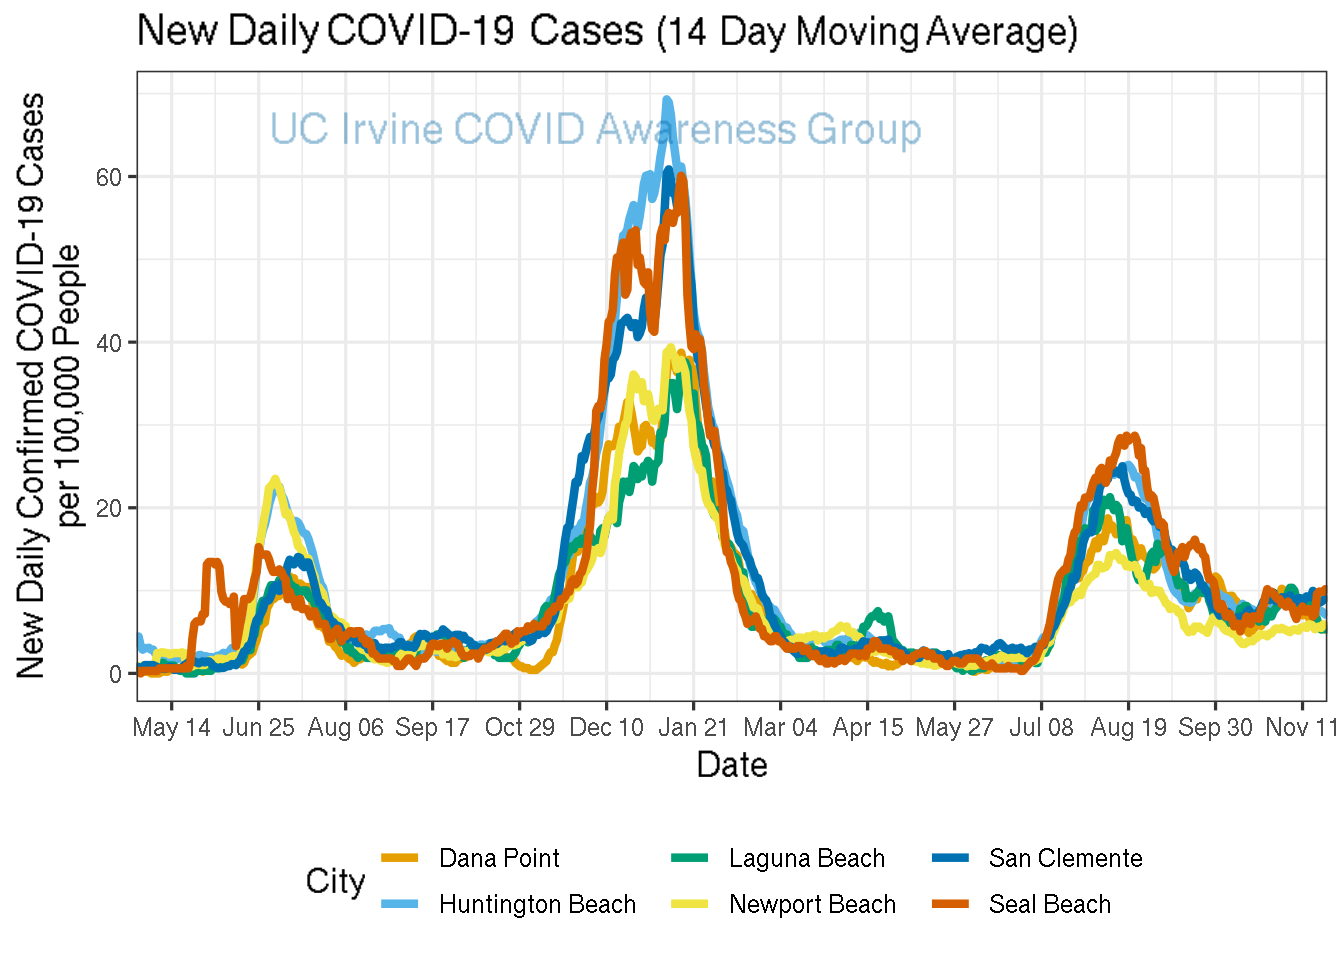 New Daily COVID-19 Cases (14 Day Moving Average)
UC Irvine COVID Awareness Group
New Daily Confirmed COVID-19 Cases
per 100,000 People
60
40
20
0
May 14 Jun 25 Aug 06 Sep 17 Oct 29 Dec 10 Jan 21 Mar 04 Apr 15 May 27 Jul 08 Aug 19 Sep 30 Nov 11
Date
City
Dana Point Laguna Beach San Clemente
Huntington Beach Newport Beach Seal Beach